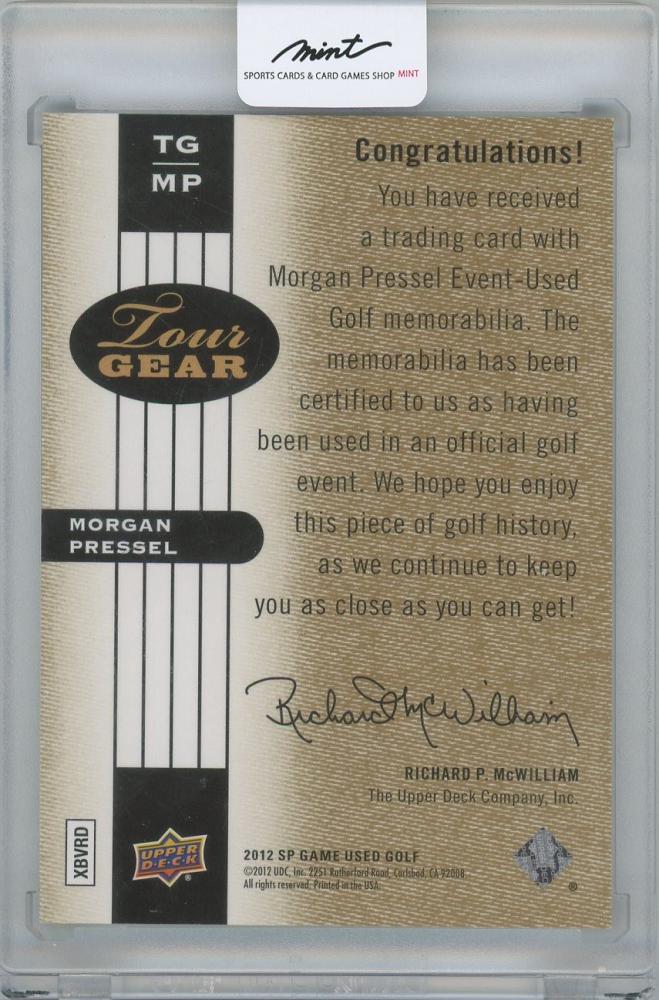 mint
SPORTS CARDS & CARD GAMES SHOP MINT
TG
MP
Tour
GEAR
MORGAN
PRESSEL
Congratulations!
You have received
a trading card with
Morgan Pressel Event-Used
Golf memorabilia. The
memorabilia has been
certified to us as having
been used in an official golf
event. We hope you enjoy
this piece of golf history,
as we continue to keep
you as close as you can get!
Richard McWilliam
RICHARD P. McWILLIAM
The Upper Deck Company, Inc.
XBVRD
UPPER
D·E·C·K
®
2012 SP GAME USED GOLF
©2012 UDC, Inc. 2251 Rutherford Road, Carlsbad, CA 92008
All rights reserved. Printed in the USA
®